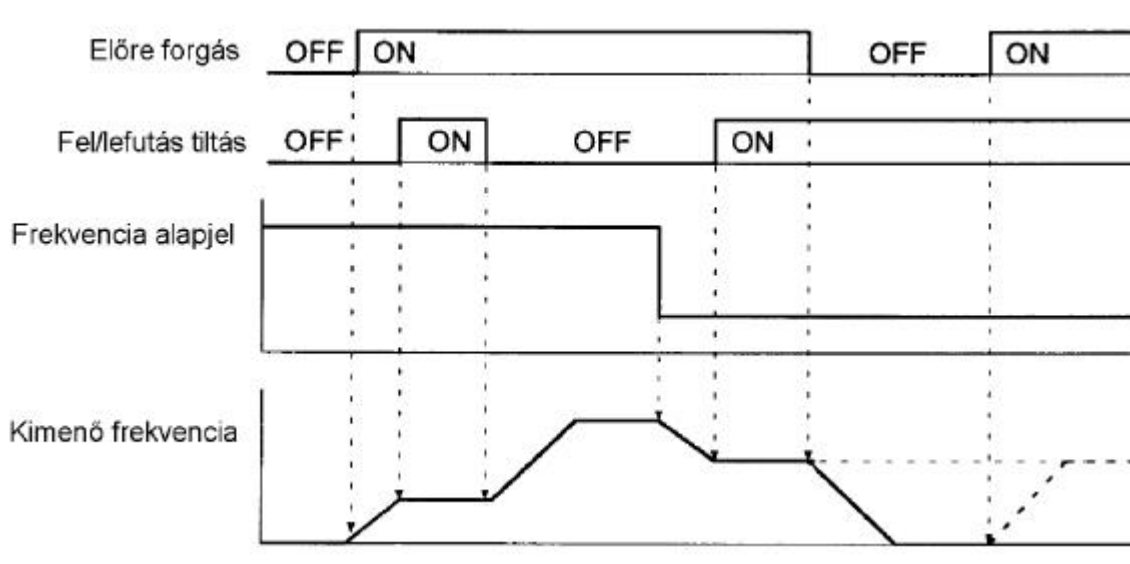 Előre forgás OFF ON OFF ON
Fel/lefutás tiltás OFF ON OFF ON
Frekvencia alapjel
Kimenő frekvencia